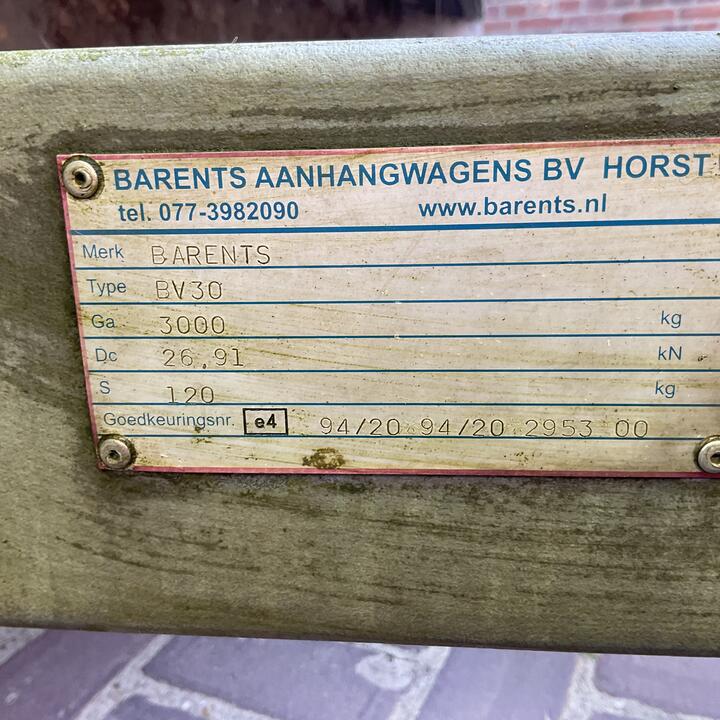 BARENTS AANHANGWAGENS BV HORST
tel. 077-3982090 www.barents.nl
Merk BARENTS
Type BV30
Ga 3000 kg
Dc 26,91 kN
S 120 kg
Goedkeuringsnr. e4 94/20 94/20 2953 00